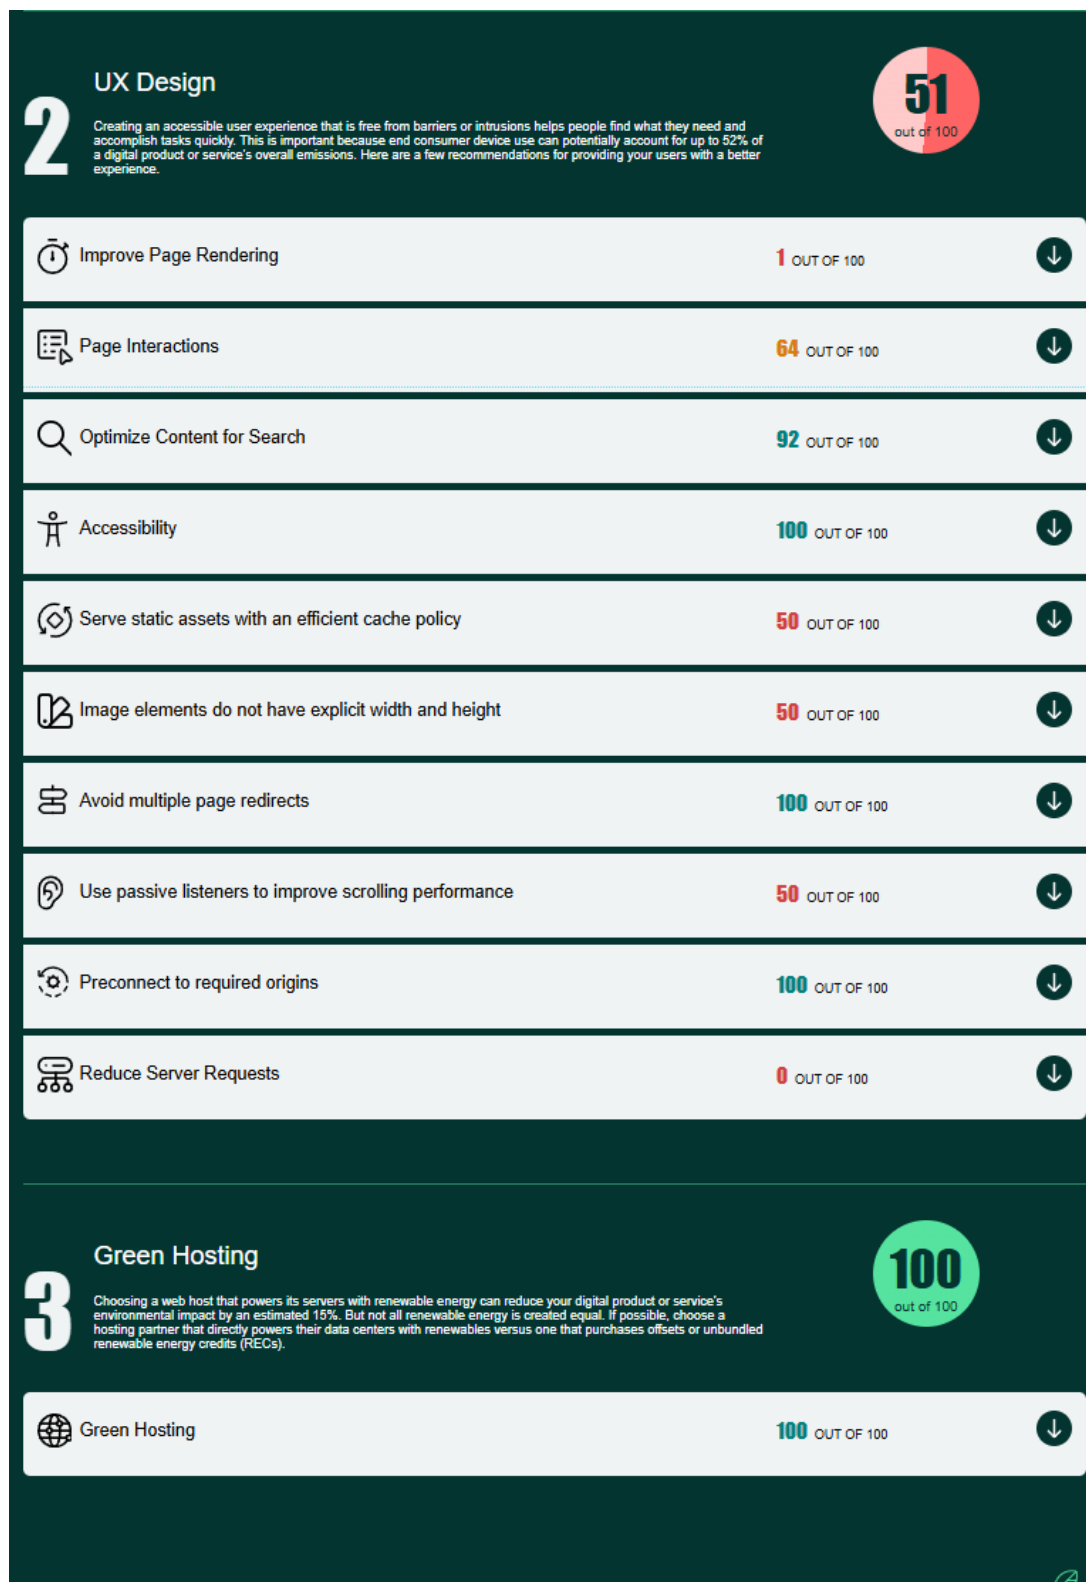 2
UX Design
Creating an accessible user experience that is free from barriers or intrusions helps people find what they need and
accomplish tasks quickly. This is important because end consumer device use can potentially account for up to 52% of
a digital product or service's overall emissions. Here are a few recommendations for providing your users with a better
experience.
51
out of 100
Improve Page Rendering 1 OUT OF 100
Page Interactions 64 OUT OF 100
Optimize Content for Search 92 OUT OF 100
Accessibility 100 OUT OF 100
Serve static assets with an efficient cache policy 50 OUT OF 100
Image elements do not have explicit width and height 50 OUT OF 100
Avoid multiple page redirects 100 OUT OF 100
Use passive listeners to improve scrolling performance 50 OUT OF 100
Preconnect to required origins 100 OUT OF 100
Reduce Server Requests 0 OUT OF 100
3
Green Hosting
Choosing a web host that powers its servers with renewable energy can reduce your digital product or service's
environmental impact by an estimated 15%. But not all renewable energy is created equal. If possible, choose a
hosting partner that directly powers their data centers with renewables versus one that purchases offsets or unbundled
renewable energy credits (RECs).
100
out of 100
Green Hosting 100 OUT OF 100